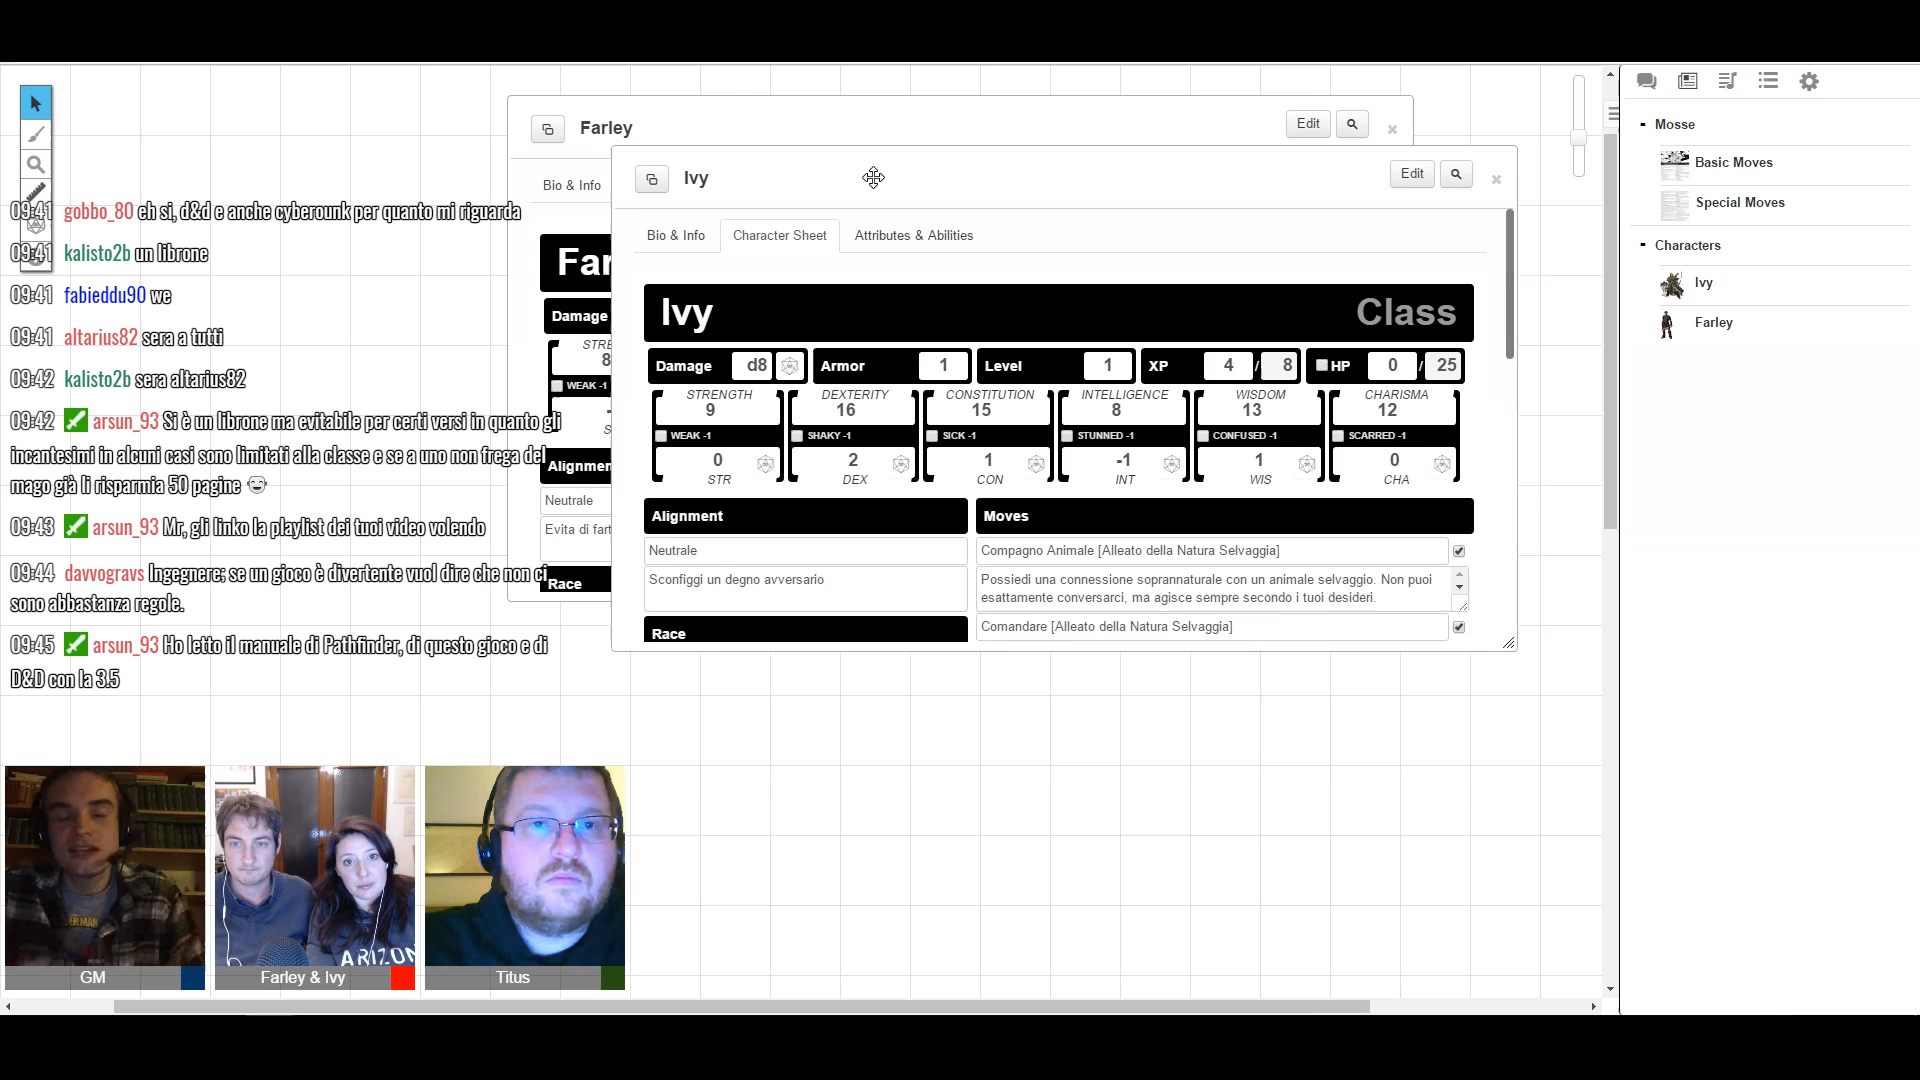 Farley
Edit
Bio & Info
Far
Damage
STRE
8
WEAK -1
Alignmen
Neutrale
Evita di fart
Race
Ivy
Edit
Bio & Info
Character Sheet
Attributes & Abilities
Ivy
Class
Damage d8
Armor 1
Level 1
XP 4 / 8
HP 0 / 25
STRENGTH DEXTERITY CONSTITUTION INTELLIGENCE WISDOM CHARISMA
9 16 15 8 13 12
WEAK -1 SHAKY -1 SICK -1 STUNNED -1 CONFUSED -1 SCARRED -1
0 2 1 -1 1 0
STR DEX CON INT WIS CHA
Alignment
Neutrale
Sconfiggi un degno avversario
Race
Moves
Compagno Animale [Alleato della Natura Selvaggia]
Possiedi una connessione soprannaturale con un animale selvaggio. Non puoi
esattamente conversarci, ma agisce sempre secondo i tuoi desideri.
Comandare [Alleato della Natura Selvaggia]
09:41 gobbo_80 eh si, d&d e anche cyberounk per quanto mi riguarda
09:41 kalisto2b un librone
09:41 fabieddu90 we
09:41 altarius82 sera a tutti
09:42 kalisto2b sera altarius82
09:42 arsun_93 Si è un librone ma evitabile per certi versi in quanto gli
incantesimi in alcuni casi sono limitati alla classe e se a uno non frega del
mago già li risparmia 50 pagine
09:43 arsun_93 Mr, gli linko la playlist dei tuoi video volendo
09:44 davvogravs Ingegnere; se un gioco è divertente vuol dire che non ci
sono abbastanza regole.
09:45 arsun_93 Ho letto il manuale di Pathfinder, di questo gioco e di
D&D con la 3.5
ARIZON
GM
Farley & Ivy
Titus
Mosse
Basic Moves
Special Moves
Characters
Ivy
Farley